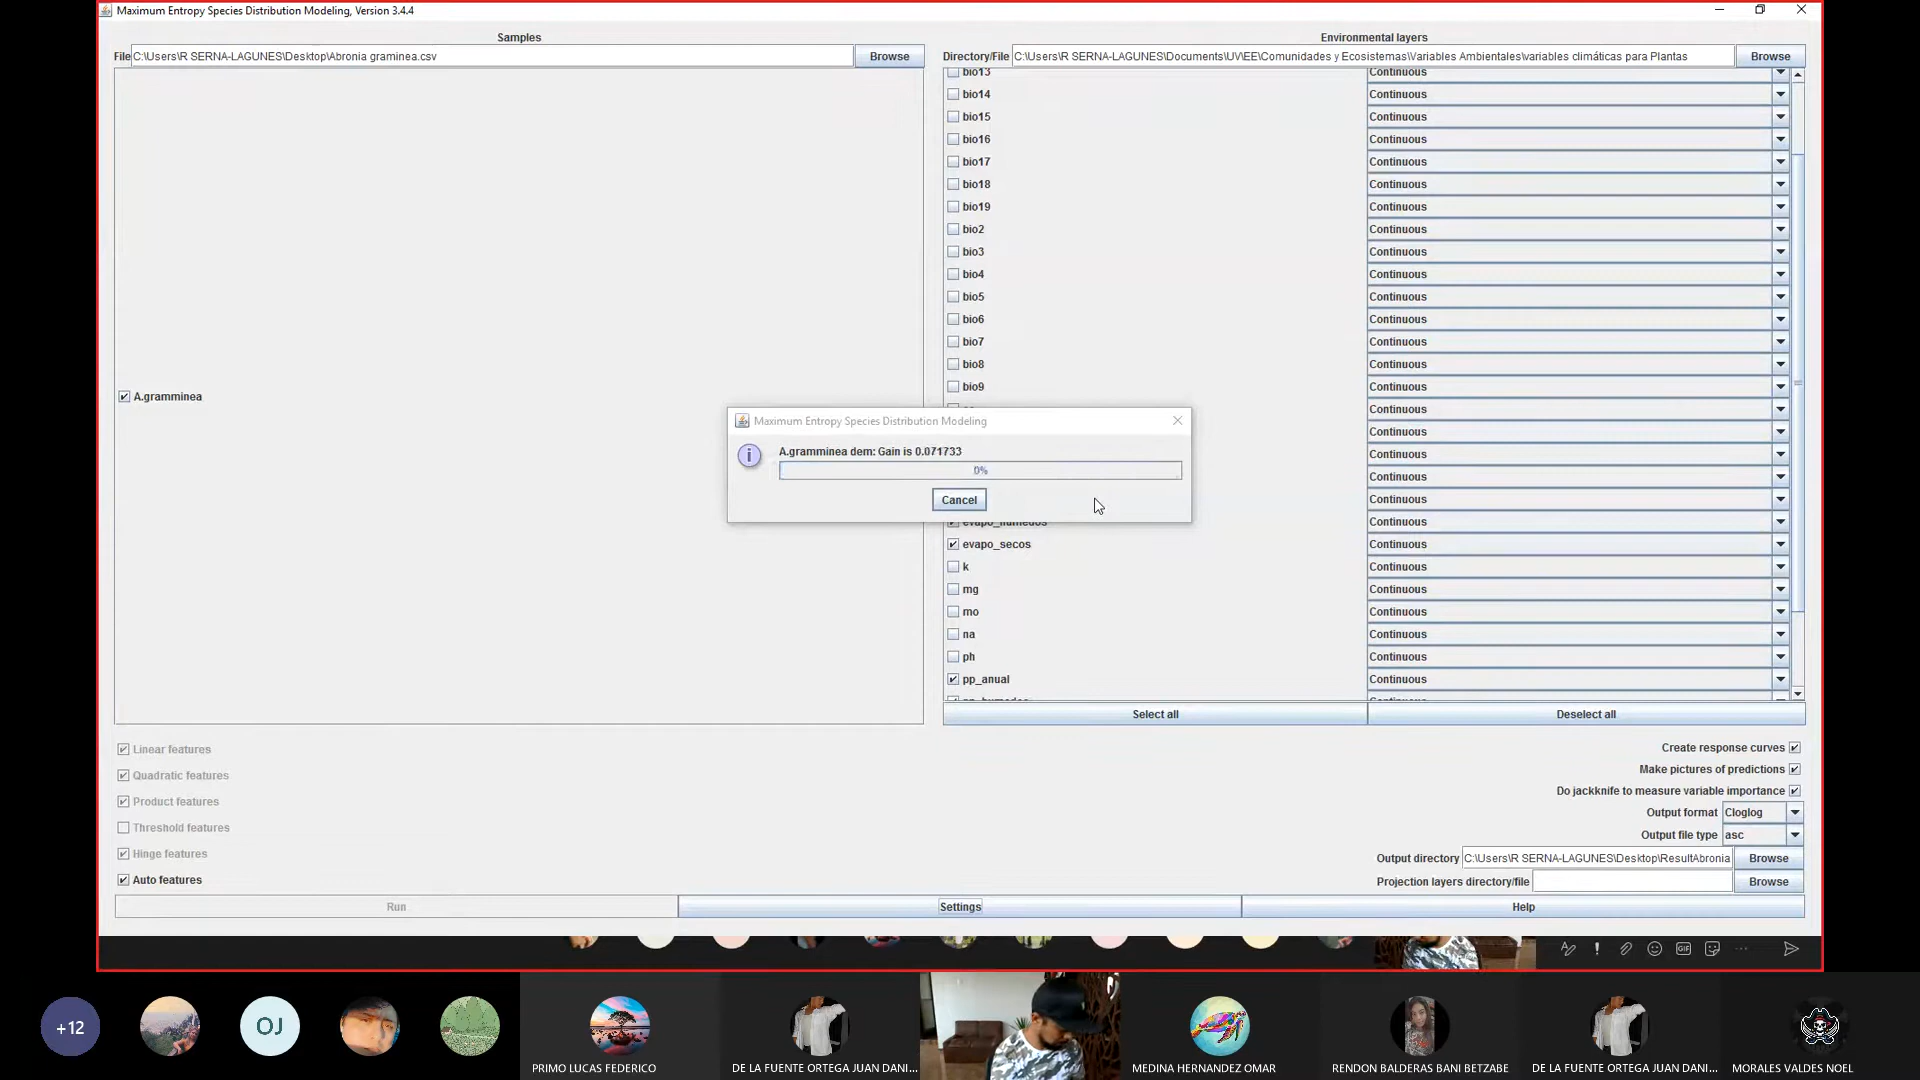 Maximum Entropy Species Distribution Modeling, Version 3.4.4
Samples
Environmental layers
File C:\Users\R SERNA-LAGUNES\Desktop\Abronia graminea.csv Browse
Directory/File C:\Users\R SERNA-LAGUNES\Documents\UV\EE\Comunidades y Ecosistemas\Variables Ambientales\variables climáticas para Plantas Browse
bio13 Continuous
bio14 Continuous
bio15 Continuous
bio16 Continuous
bio17 Continuous
bio18 Continuous
bio19 Continuous
bio2 Continuous
bio3 Continuous
bio4 Continuous
bio5 Continuous
bio6 Continuous
bio7 Continuous
bio8 Continuous
bio9 Continuous
A.gramminea
Continuous
Continuous
Continuous
Continuous
Continuous
Maximum Entropy Species Distribution Modeling
A.gramminea dem: Gain is 0.071733
0%
Cancel
evapo_humedos Continuous
evapo_secos Continuous
k Continuous
mg Continuous
mo Continuous
na Continuous
ph Continuous
pp_anual Continuous
Select all
Deselect all
Linear features
Quadratic features
Product features
Threshold features
Hinge features
Auto features
Create response curves
Make pictures of predictions
Do jackknife to measure variable importance
Output format Cloglog
Output file type asc
Output directory C:\Users\R SERNA-LAGUNES\Desktop\ResultAbronia Browse
Projection layers directory/file Browse
Run
Settings
Help
GIF
+12
OJ
PRIMO LUCAS FEDERICO
DE LA FUENTE ORTEGA JUAN DANI...
MEDINA HERNANDEZ OMAR
RENDON BALDERAS BANI BETZABE
DE LA FUENTE ORTEGA JUAN DANI...
MORALES VALDES NOEL